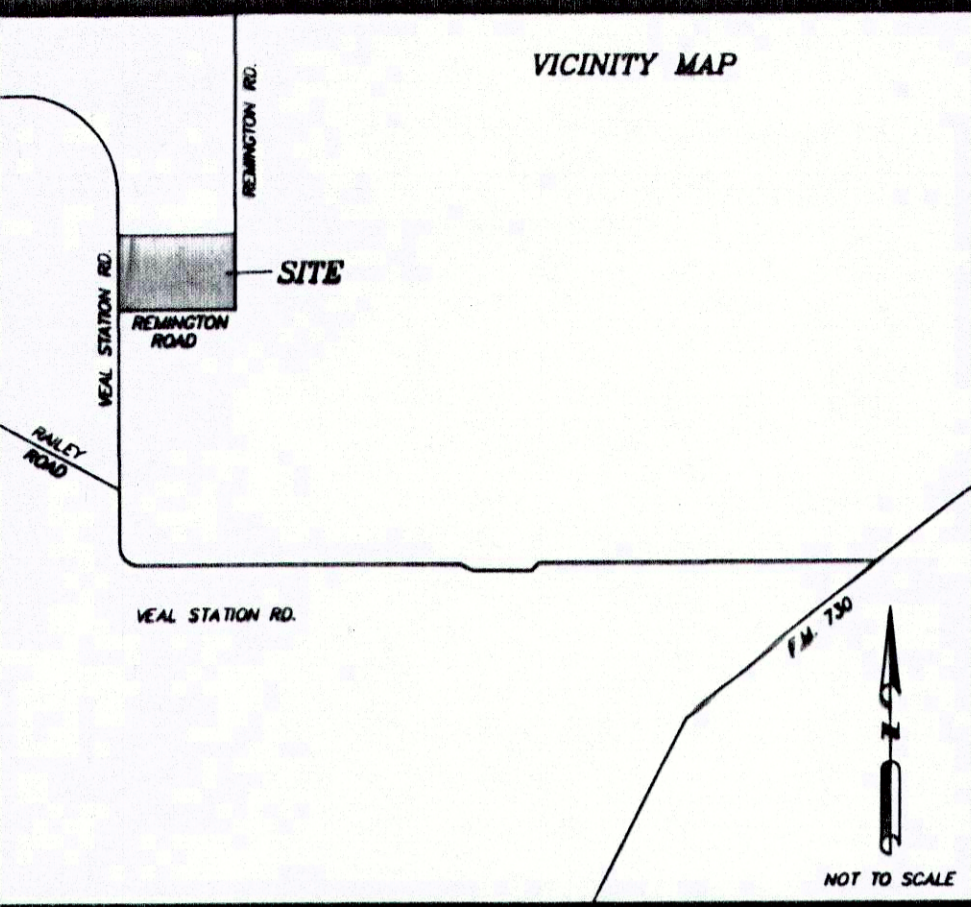 VICINITY MAP
REMINGTON RD.
SITE
REMINGTON
ROAD
VEAL STATION RD.
RAILEY
ROAD
VEAL STATION RD.
F.M. 730
N
NOT TO SCALE